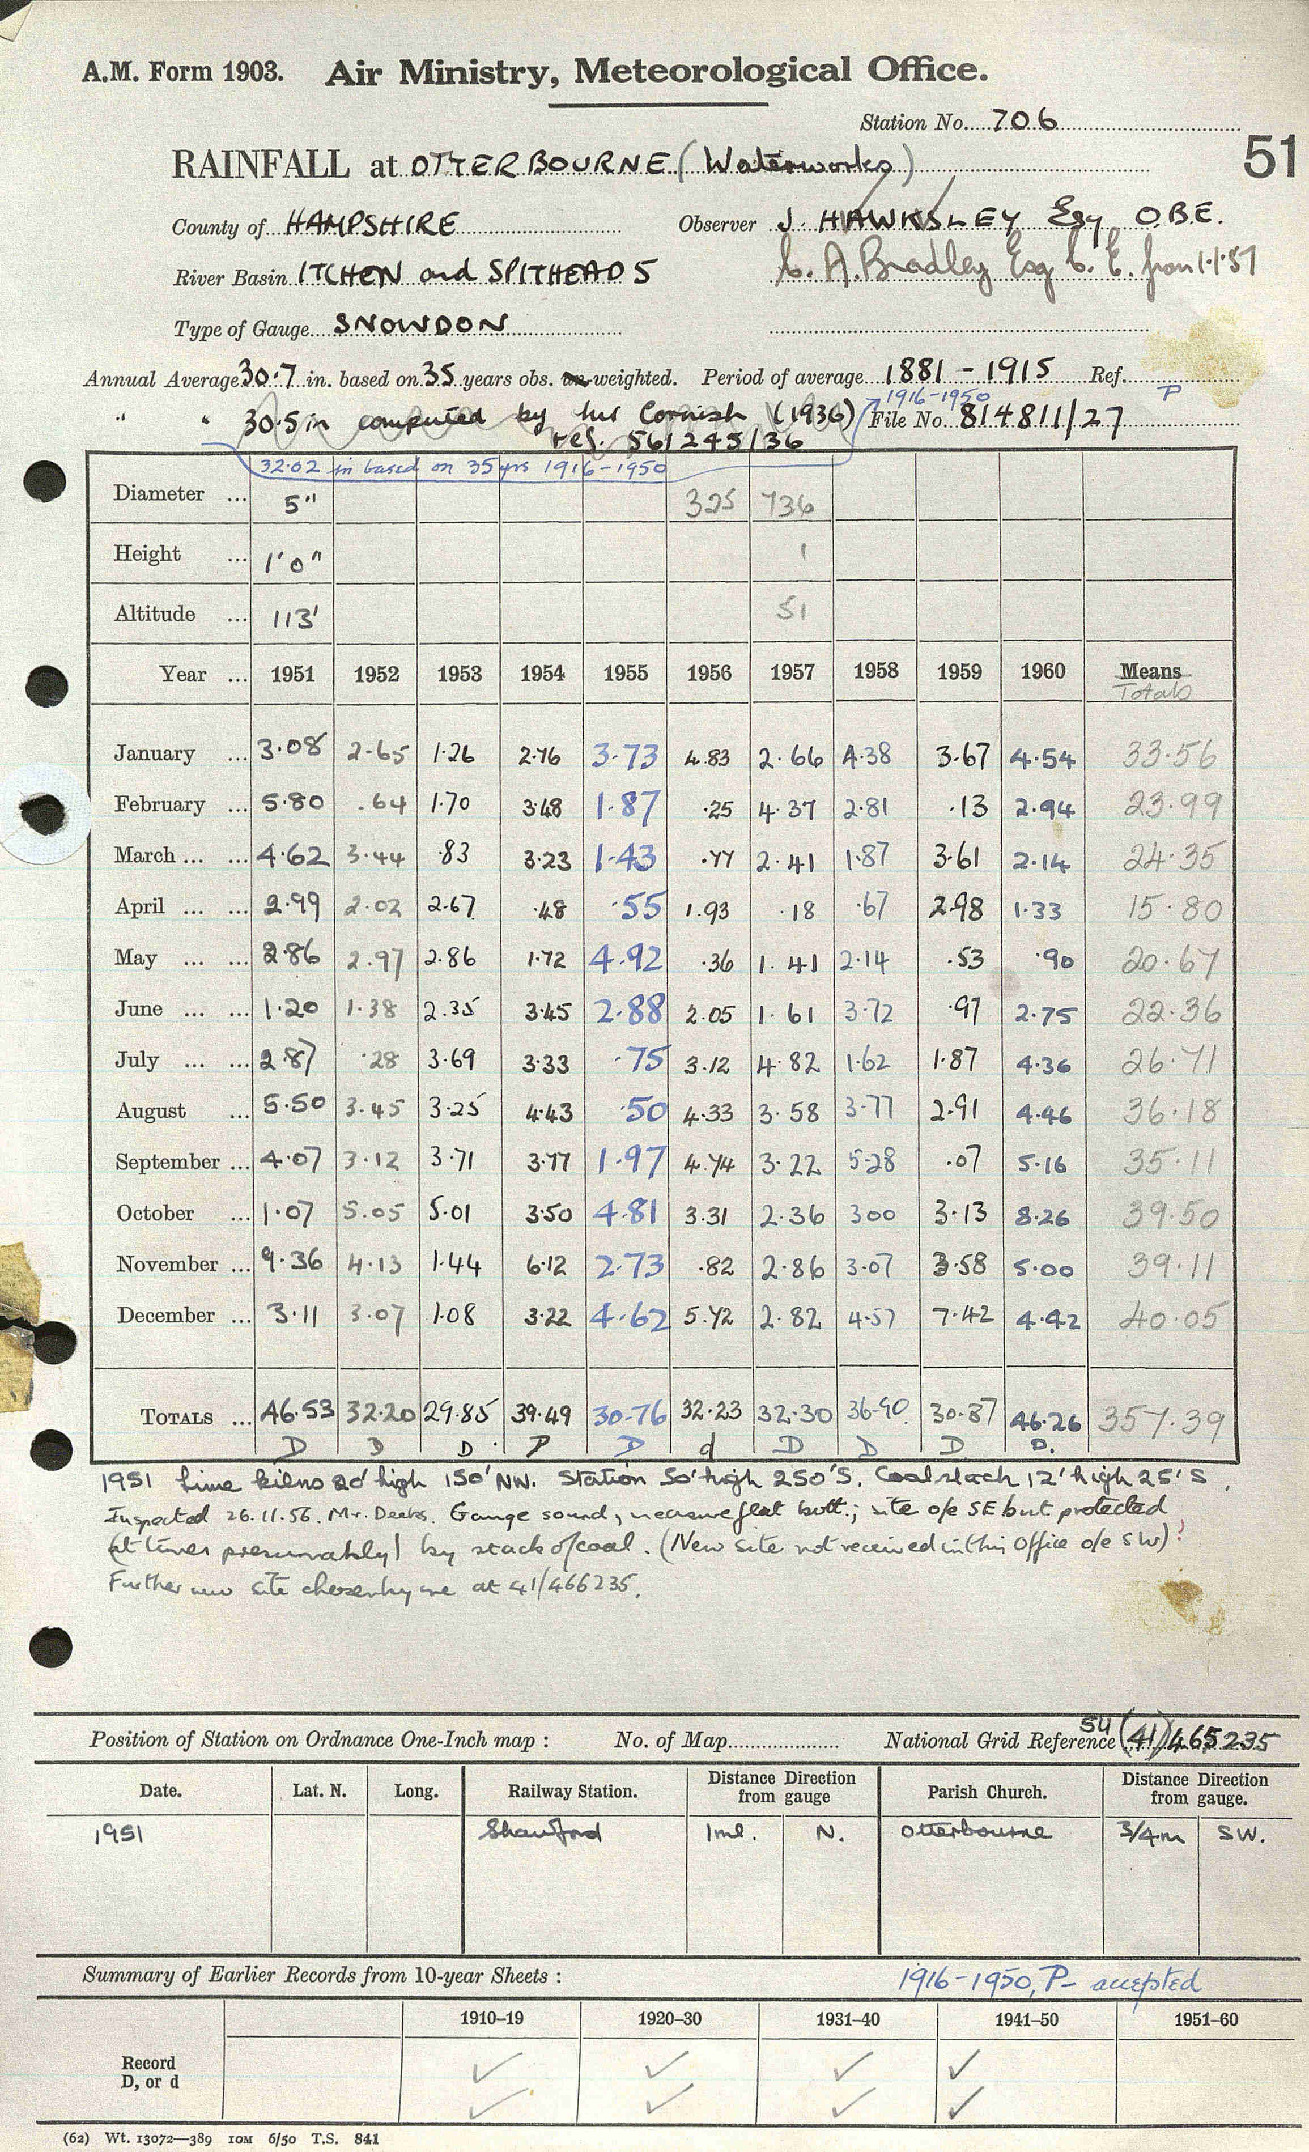 A.M. Form 1903. Air Ministry, Meteorological Office.
Station No. 706
51
RAINFALL at OTTERBOURNE (Waterworks)
County of HAMPSHIRE Observer J. HAWKSLEY Esq O.B.E.
River Basin ITCHEN and SPITHEAD 5 C. A. Bradley Esq C. E. from 1.1.57
Type of Gauge SNOWDON
Annual Average 30.7 in. based on 35 years obs. un-weighted. Period of average 1881 - 1915 Ref.
1916-1950 P
" " 30.5 in computed by Cornish (1936) File No 814811/27
ref. 561245/36
32.02 in based on 35 yrs 1916-1950
Diameter ... 5" 325 736
Height ... 1' 0" 1
Altitude ... 113' 51
Year ... 1951 1952 1953 1954 1955 1956 1957 1958 1959 1960 Means
Totals
January ... 3.08 2.65 1.26 2.76 3.73 4.83 2.66 4.38 3.67 4.54 33.56
February ... 5.80 .64 1.70 3.48 1.87 .25 4.37 2.81 .13 2.94 23.99
March ... ... 4.62 3.44 .83 3.23 1.43 .77 2.41 1.87 3.61 2.14 24.35
April ... ... 2.99 2.02 2.67 .48 .55 1.93 .18 .67 2.98 1.33 15.80
May ... ... 2.86 2.97 2.86 1.72 4.92 .36 1.41 2.14 .53 .90 20.67
June ... ... 1.20 1.38 2.35 3.45 2.88 2.05 1.61 3.72 .97 2.75 22.36
July ... ... 2.87 .28 3.69 3.33 .75 3.12 4.82 1.62 1.87 4.36 26.71
August ... 5.50 3.45 3.25 4.43 .50 4.33 3.58 3.77 2.91 4.46 36.18
September ... 4.07 3.12 3.71 3.77 1.97 4.74 3.22 5.28 .07 5.16 35.11
October ... 1.07 5.05 5.01 3.50 4.81 3.31 2.36 3.00 3.13 8.26 39.50
November ... 9.36 4.13 1.44 6.12 2.73 .82 2.86 3.07 3.58 5.00 39.11
December ... 3.11 3.07 1.08 3.22 4.62 5.72 2.82 4.57 7.42 4.42 40.05
TOTALS ... 46.53 32.20 29.85 39.49 30.76 32.23 32.30 36.90 30.87 46.26 357.39
D D D P D d D D D D.
1951 Lime kilns 20' high 150' NW. Station 50' high 250' S. Coalstack 12' high 25' S.
Inspected 26.11.56. Mr. Deeks. Gauge sound, measure flat bott.; site o/e SE but protected
(at times presumably) by stack of coal. (New site not received in this Office o/e SW)!
Further new site chosen by me at 41/466235.
Position of Station on Ordnance One-Inch map : No. of Map National Grid Reference SU (41) 465235
Date. Lat. N. Long. Railway Station. Distance Direction from gauge Parish Church. Distance Direction from gauge.
1951 Shawford 1 ml. N. Otterbourne 3/4 m SW.
Summary of Earlier Records from 10-year Sheets : 1916-1950, P - accepted
1910-19 1920-30 1931-40 1941-50 1951-60
Record ✓ ✓ ✓ ✓
D, or d ✓ ✓ ✓ ✓
(62) Wt. 13072—389 10M 6/50 T.S. 841